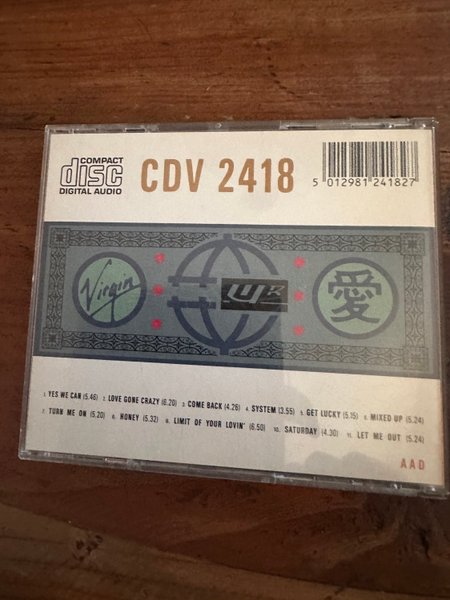 COMPACT
disc
DIGITAL AUDIO
CDV 2418
5 012981 241827
Virgin
愛
1. YES WE CAN (5.46) 2. LOVE GONE CRAZY (6.20) 3. COME BACK (4.26) 4. SYSTEM (3.55) 5. GET LUCKY (5.15) 6. MIXED UP (5.24)
7. TURN ME ON (5.20) 8. HONEY (5.32) 9. LIMIT OF YOUR LOVIN' (6.50) 10. SATURDAY (4.30) 11. LET ME OUT (5.24)
AAD